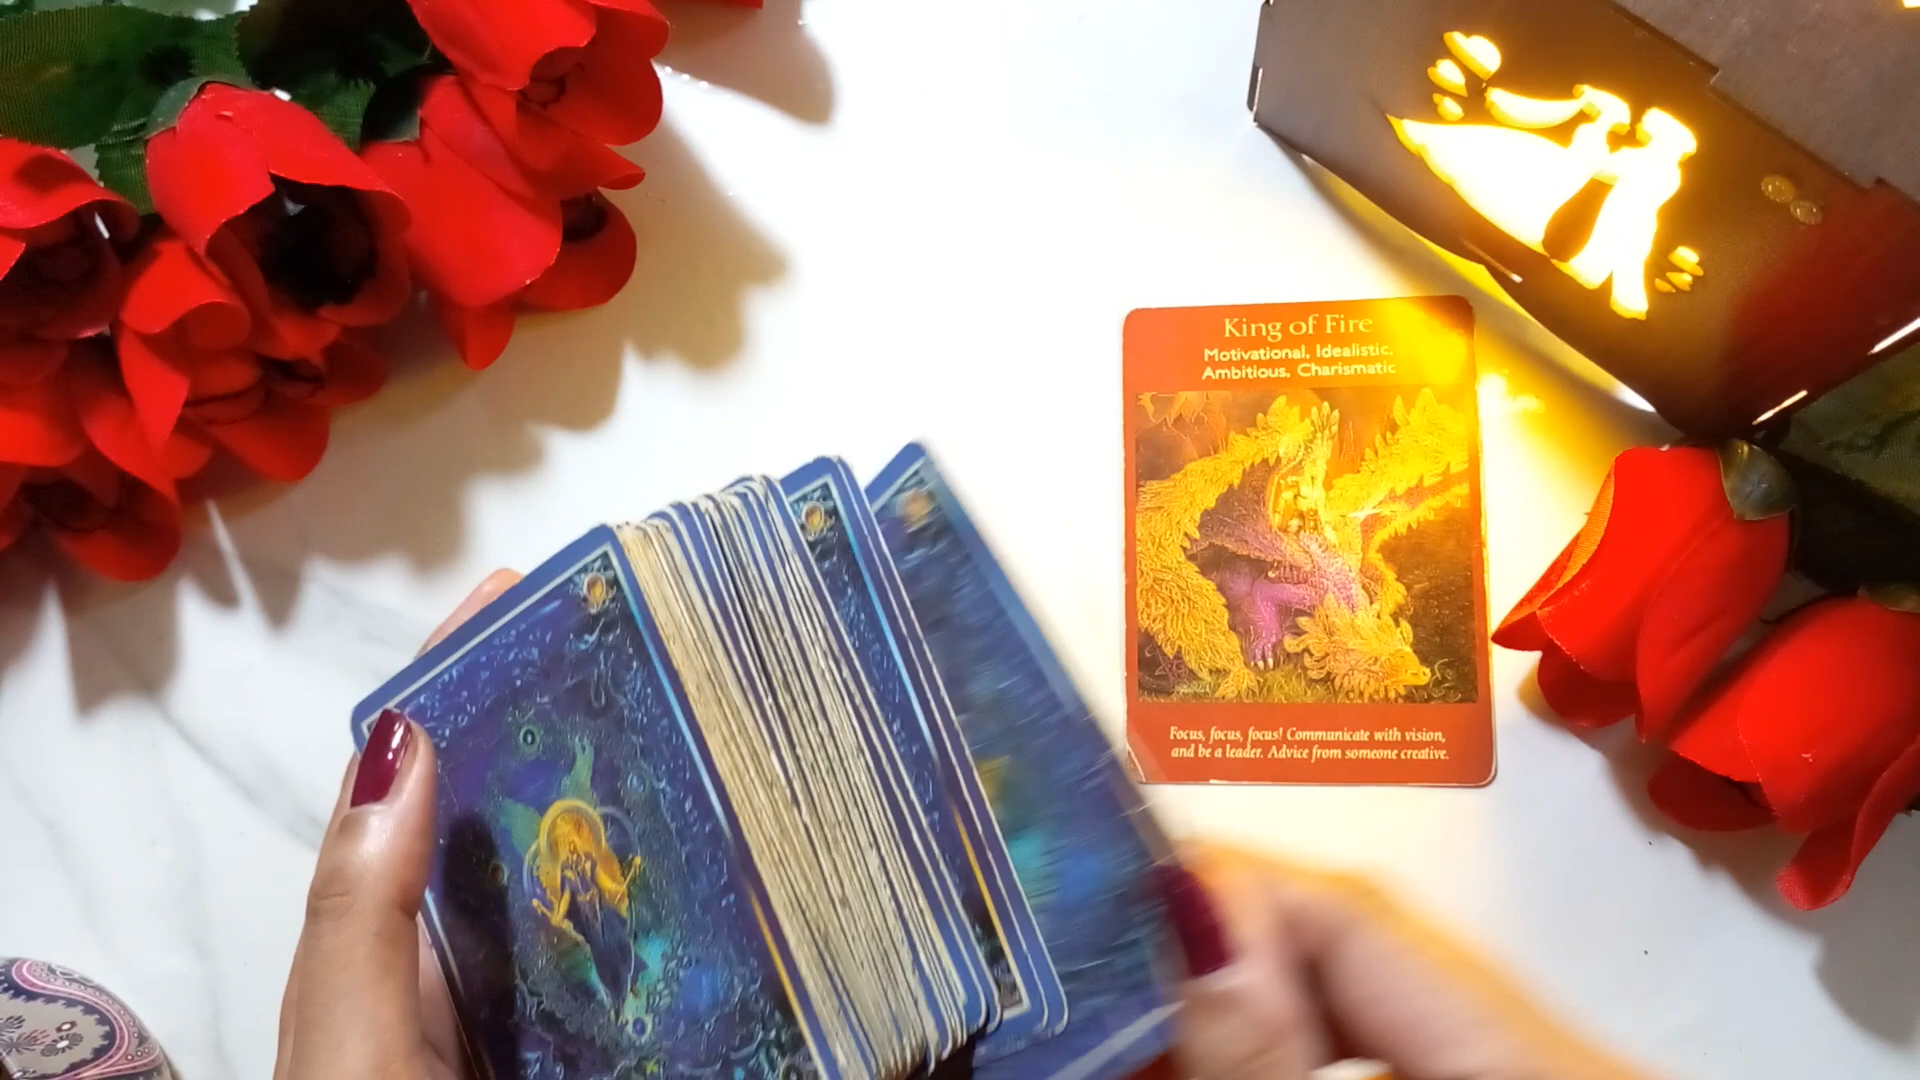 King of Fire
Motivational, Idealistic,
Ambitious, Charismatic
Focus, focus, focus! Communicate with vision,
and be a leader. Advice from someone creative.